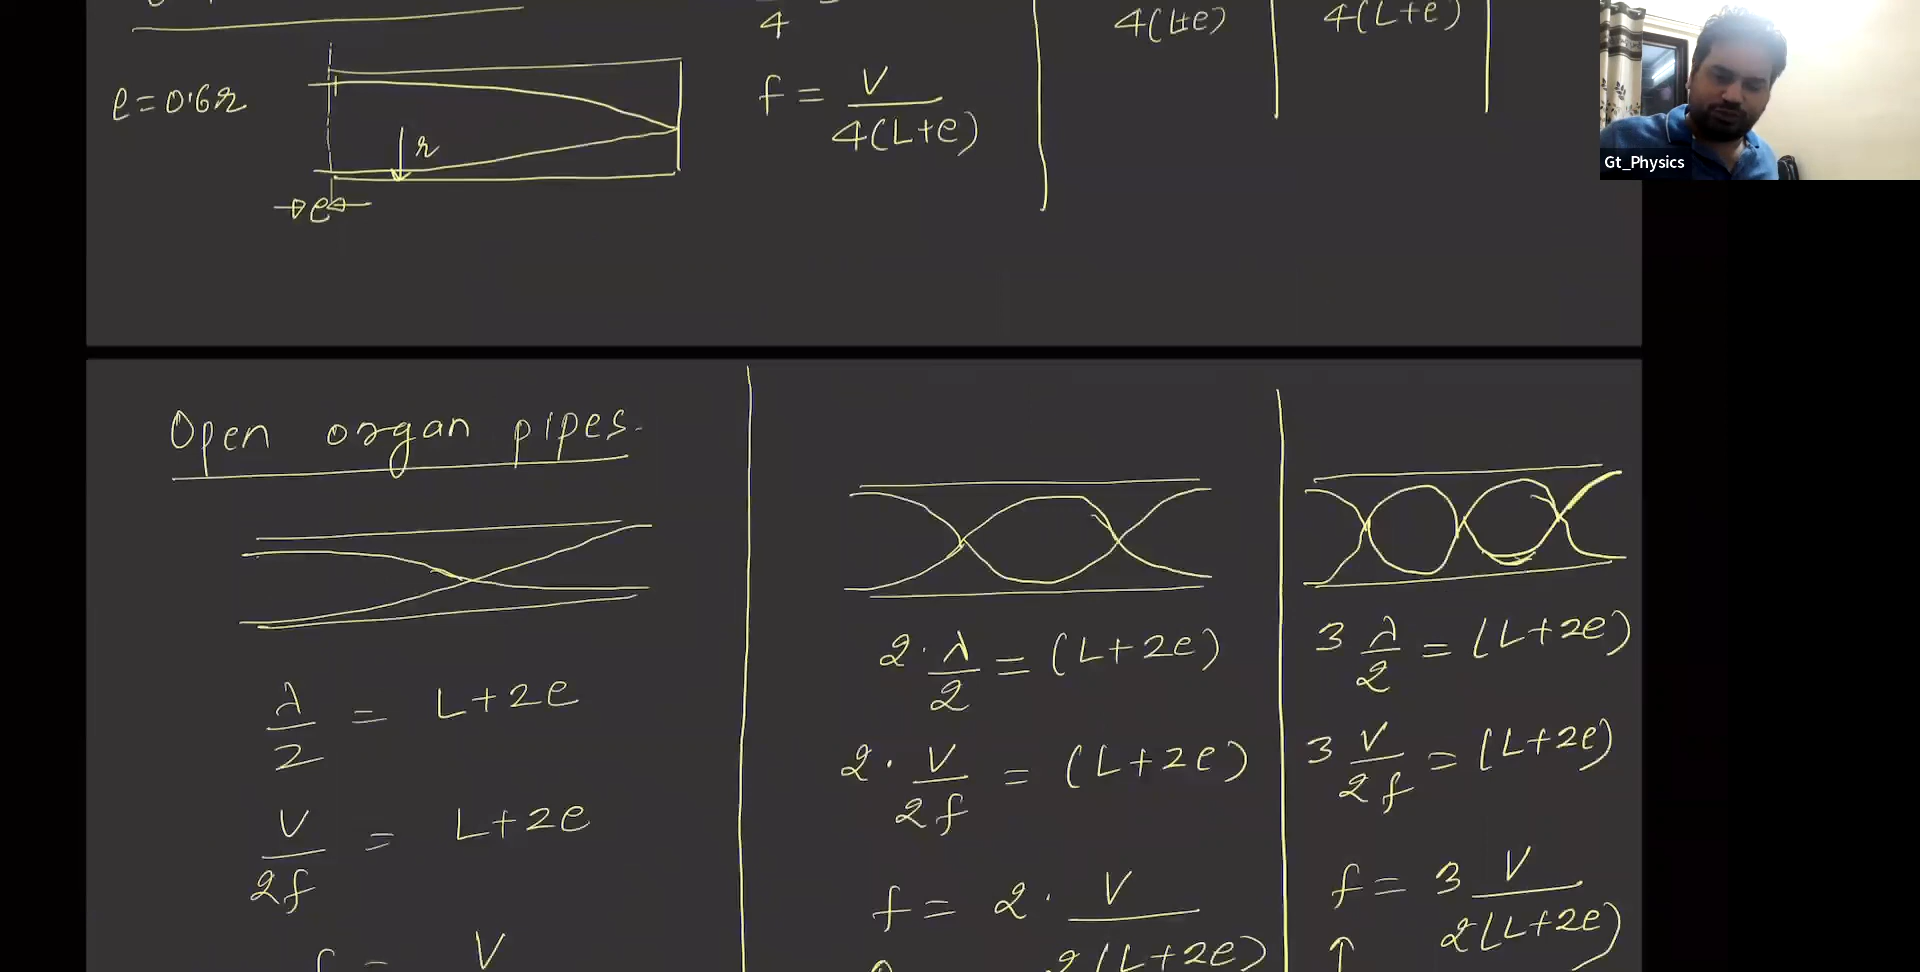 4
4(L+e)
4(L+e)
e=0.6r
r
e
f = V/4(L+e)
Gt_Physics
Open organ pipes.
λ/2 = L+2e
V/2f = L+2e
V
2·λ/2 = (L+2e)
2·V/2f = (L+2e)
f = 2·V/2(L+2e)
3 λ/2 = (L+2e)
3 V/2f = (L+2e)
f = 3 V/2(L+2e)